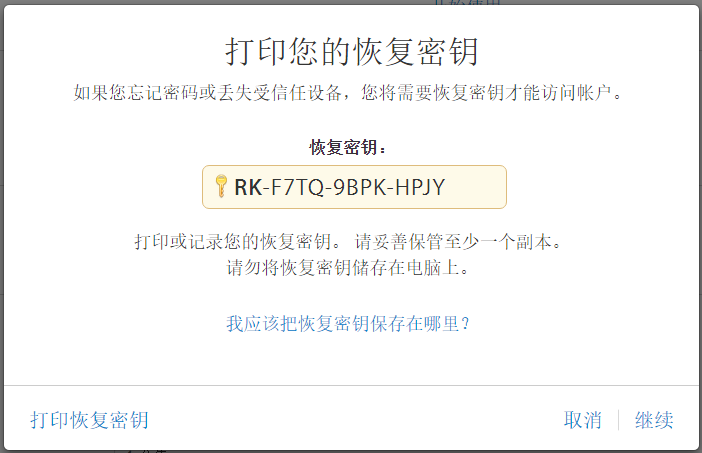 打印您的恢复密钥
如果您忘记密码或丢失受信任设备，您将需要恢复密钥才能访问帐户。
恢复密钥：
RK-F7TQ-9BPK-HPJY
打印或记录您的恢复密钥。 请妥善保管至少一个副本。
请勿将恢复密钥储存在电脑上。
我应该把恢复密钥保存在哪里？
打印恢复密钥
取消
继续